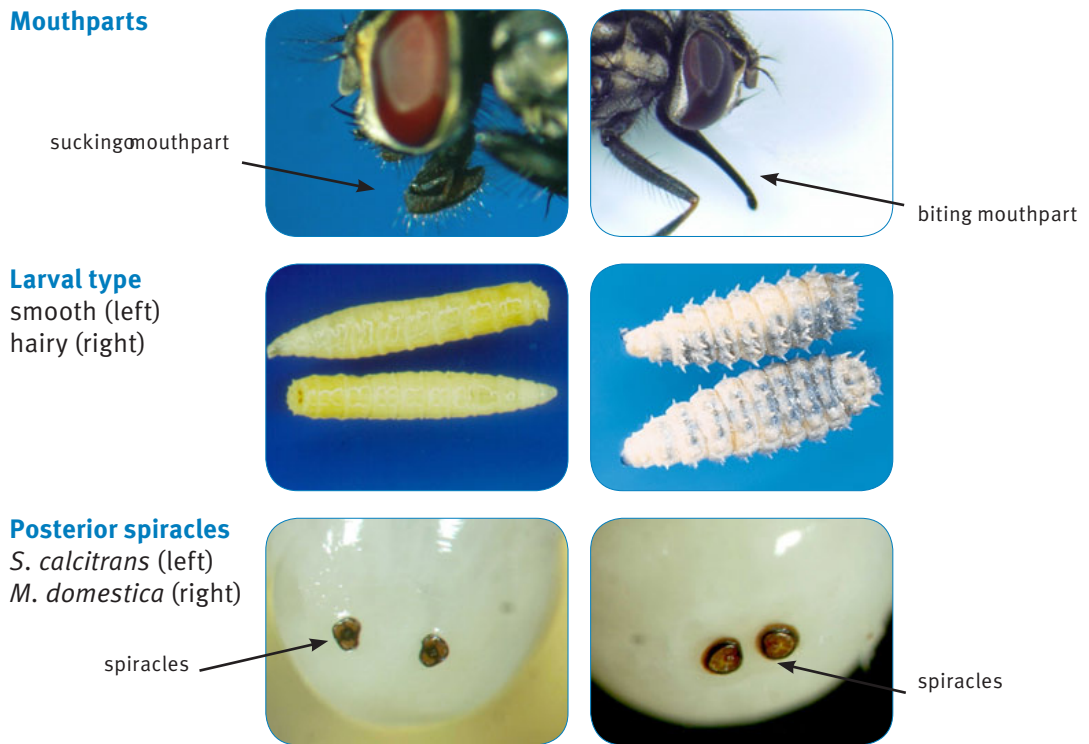 Mouthparts
suckingomouthpart
biting mouthpart
Larval type
smooth (left)
hairy (right)
Posterior spiracles
S. calcitrans (left)
M. domestica (right)
spiracles
spiracles